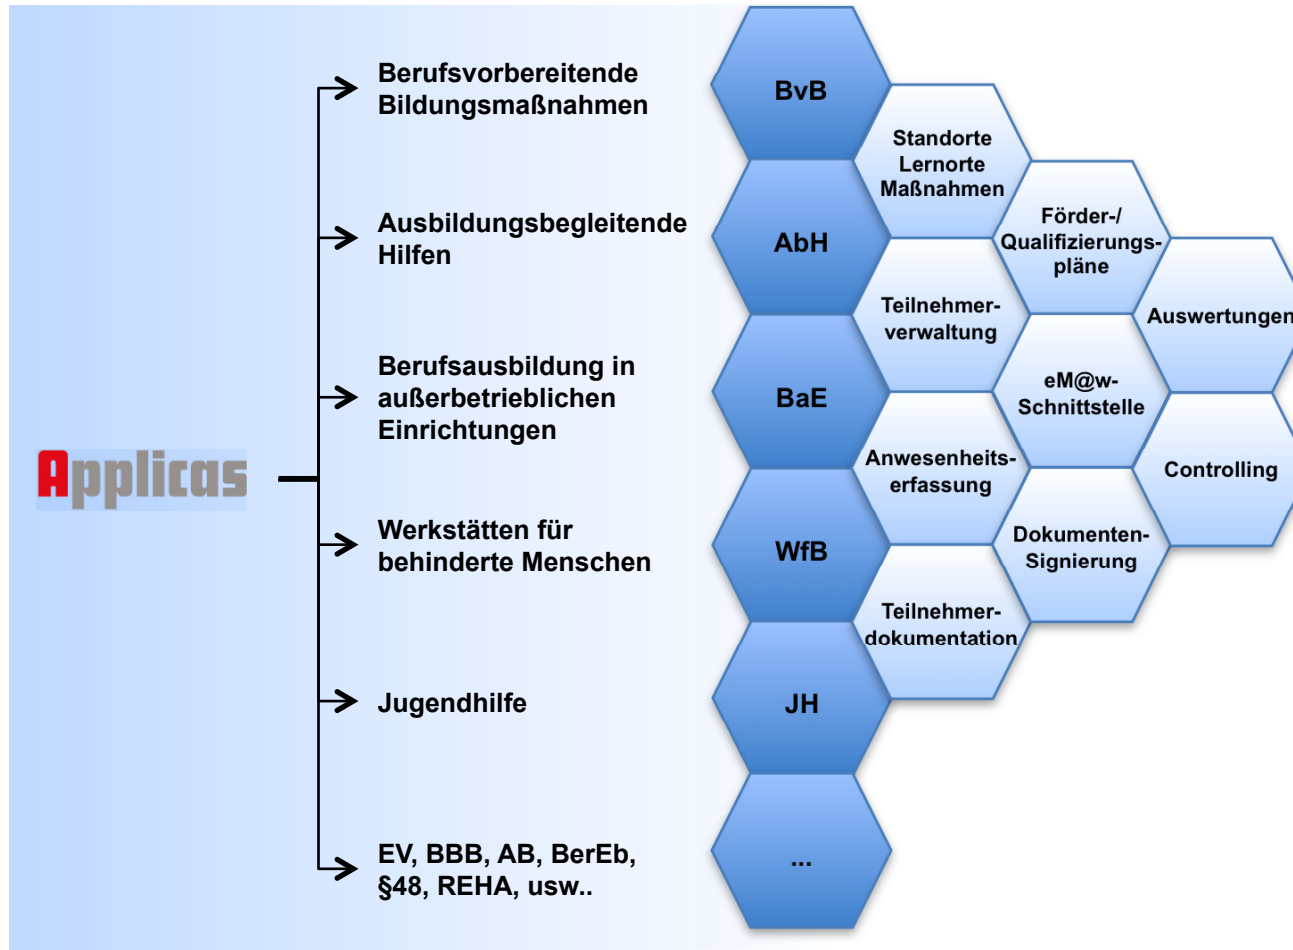 Applicas
Berufsvorbereitende
Bildungsmaßnahmen
Ausbildungsbegleitende
Hilfen
Berufsausbildung in
außerbetrieblichen
Einrichtungen
Werkstätten für
behinderte Menschen
Jugendhilfe
EV, BBB, AB, BerEb,
§48, REHA, usw..
BvB
AbH
BaE
WfB
JH
...
Standorte
Lernorte
Maßnahmen
Teilnehmer-
verwaltung
Anwesenheits-
erfassung
Teilnehmer-
dokumentation
Förder-/
Qualifizierungs-
pläne
eM@w-
Schnittstelle
Dokumenten-
Signierung
Auswertungen
Controlling